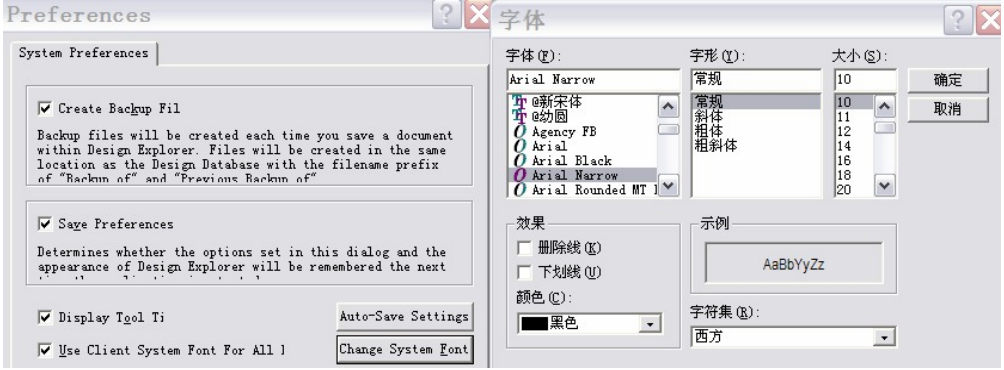 Preferences
System Preferences
Create Backup Fil
Backup files will be created each time you save a document
within Design Explorer. Files will be created in the same
location as the Design Database with the filename prefix
of "Backup of" and "Previous Backup of"
Save Preferences
Determines whether the options set in this dialog and the
appearance of Design Explorer will be remembered the next
Display Tool Ti
Auto-Save Settings
Use Client System Font For All
Change System Font
字体
字体(F):
Arial Narrow
@新宋体
@幼圆
Agency FB
Arial
Arial Black
Arial Narrow
Arial Rounded MT
字形(Y):
常规
常规
斜体
粗体
粗斜体
大小(S):
10
10
11
12
14
16
18
20
确定
取消
效果
删除线(K)
下划线(U)
颜色(C):
黑色
示例
AaBbYyZz
字符集(R):
西方